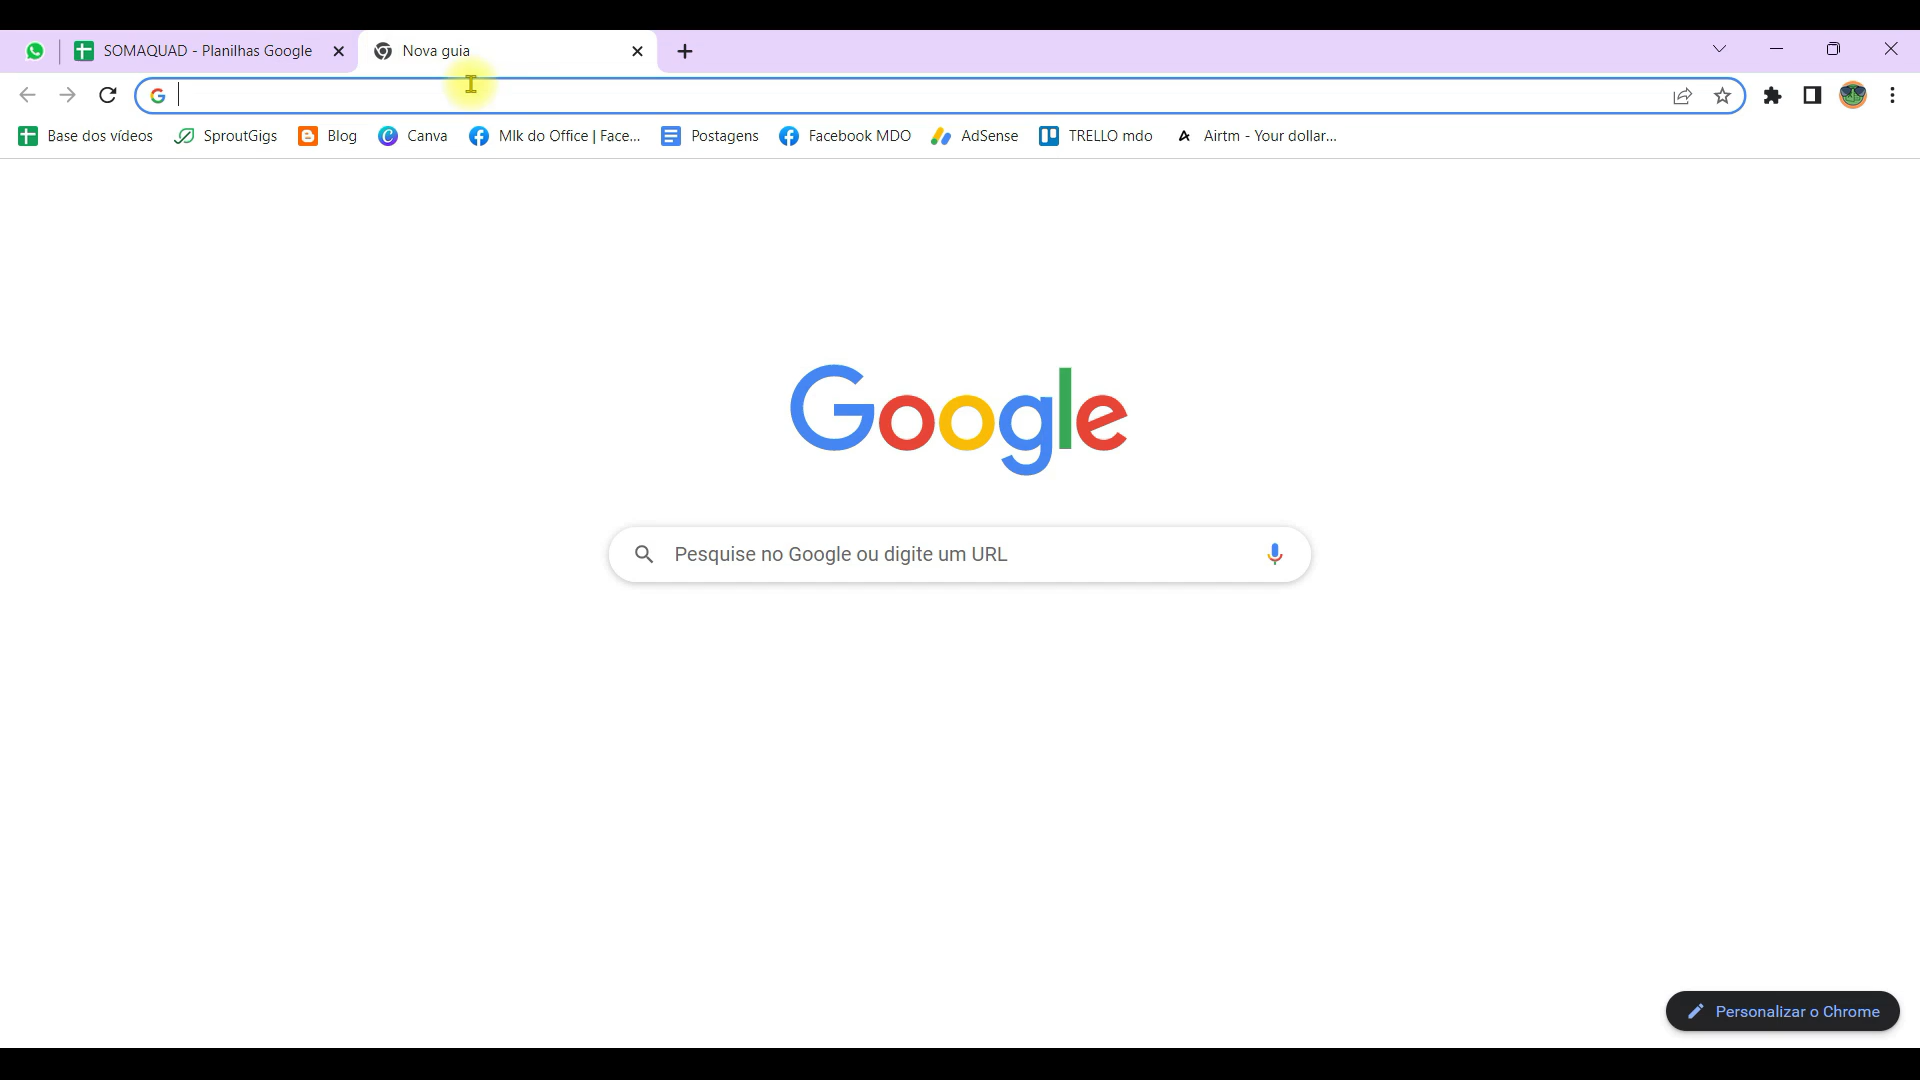 SOMAQUAD - Planilhas Google
Nova guia
Base dos vídeos
SproutGigs
Blog
Canva
Mlk do Office | Face...
Postagens
Facebook MDO
AdSense
TRELLO mdo
Airtm - Your dollar...
Google
Pesquise no Google ou digite um URL
Personalizar o Chrome